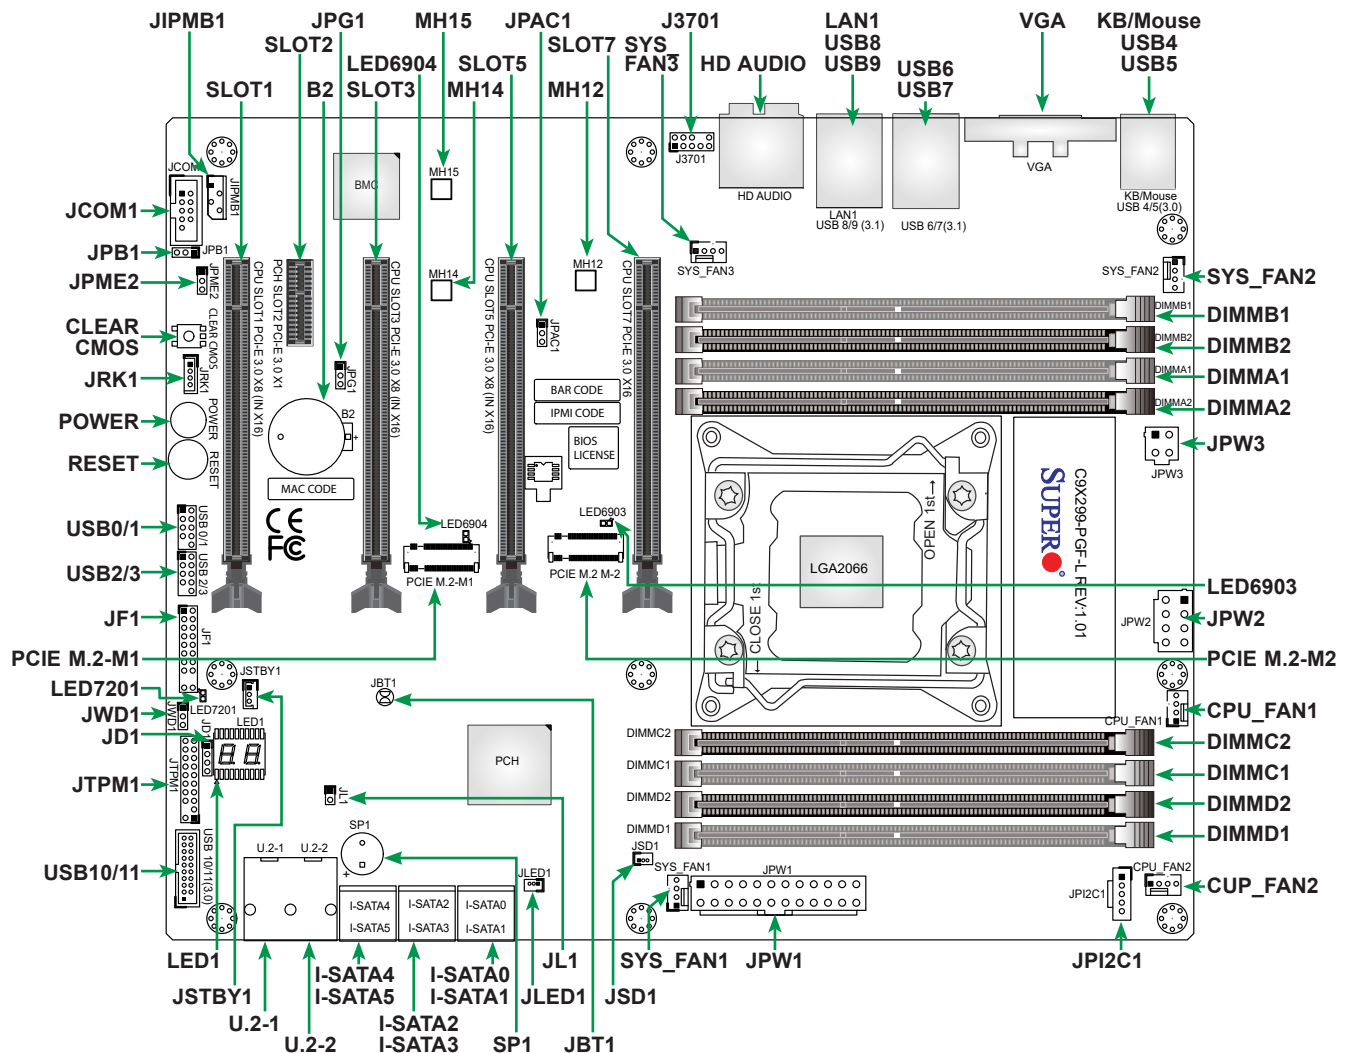 JIPMB1
JPG1
MH15
JPAC1
J3701
LAN1
VGA
KB/Mouse
SLOT2
SLOT7
SYS_
USB8
USB4
LED6904
SLOT5
FAN3
HD AUDIO
USB9
USB6
USB5
SLOT1
B2
SLOT3
MH14
MH12
USB7
JCOM1
JPB1
JPME2
CLEAR
CMOS
JRK1
POWER
RESET
USB0/1
USB2/3
JF1
PCIE M.2-M1
LED7201
JWD1
JD1
JTPM1
USB10/11
SYS_FAN2
DIMMB1
DIMMB2
DIMMA1
DIMMA2
JPW3
LED6903
JPW2
PCIE M.2-M2
CPU_FAN1
DIMMC2
DIMMC1
DIMMD2
DIMMD1
CUP_FAN2
LED1
JSTBY1
U.2-1
U.2-2
I-SATA4
I-SATA5
I-SATA2
I-SATA3
I-SATA0
I-SATA1
SP1
JLED1
JL1
JBT1
JSD1
SYS_FAN1
JPW1
JPI2C1
JCOM
JIPMB1
BMC
MH15
J3701
HD AUDIO
LAN1
USB 8/9 (3.1)
USB 6/7(3.1)
VGA
KB/Mouse
USB 4/5(3.0)
JPB1
JPME2
CLEAR CMOS
JRK1
POWER
RESET
CPU SLOT1 PCI-E 3.0 X8 (IN X16)
PCH SLOT2 PCI-E 3.0 X1
CPU SLOT3 PCI-E 3.0 X8 (IN X16)
MH14
CPU SLOT5 PCI-E 3.0 X8 (IN X16)
MH12
CPU SLOT7 PCI-E 3.0 X16
SYS_FAN3
SYS_FAN2
JPG1
JPAC1
DIMMB1
DIMMB2
DIMMA1
DIMMA2
B2
+
BAR CODE
IPMI CODE
BIOS
LICENSE
MAC CODE
CE
FC
JPW3
OPEN 1st
CLOSE 1st
LGA2066
SUPER
C9X299-PGF-L REV:1.01
USB 0/1
USB 2/3
LED6904
PCIE M.2-M1
LED6903
PCIE M.2 M-2
JPW2
JF1
JSTBY1
LED7201
JBT1
JWD1
JD1
LED1
88
JTPM1
JL1
PCH
CPU_FAN1
DIMMC2
DIMMC1
DIMMD2
DIMMD1
USB 10/11(3.0)
U.2-1
U.2-2
SP1
+
JLED1
JSD1
SYS_FAN1
JPW1
JPI2C1
CPU_FAN2
I-SATA4
I-SATA5
I-SATA2
I-SATA3
I-SATA0
I-SATA1